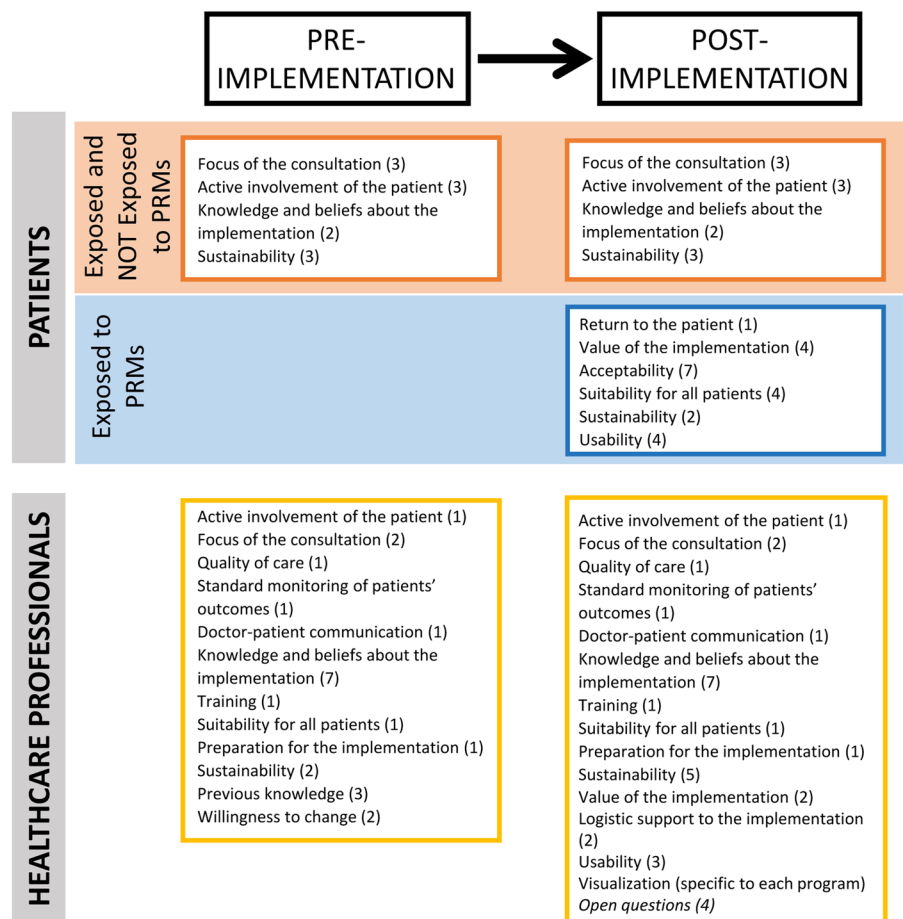 PRE-
IMPLEMENTATION
POST-
IMPLEMENTATION
PATIENTS
Exposed and
NOT Exposed
to PRMs
Focus of the consultation (3)
Active involvement of the patient (3)
Knowledge and beliefs about the
implementation (2)
Sustainability (3)
Focus of the consultation (3)
Active involvement of the patient (3)
Knowledge and beliefs about the
implementation (2)
Sustainability (3)
Exposed to
PRMs
Return to the patient (1)
Value of the implementation (4)
Acceptability (7)
Suitability for all patients (4)
Sustainability (2)
Usability (4)
HEALTHCARE PROFESSIONALS
Active involvement of the patient (1)
Focus of the consultation (2)
Quality of care (1)
Standard monitoring of patients’
outcomes (1)
Doctor-patient communication (1)
Knowledge and beliefs about the
implementation (7)
Training (1)
Suitability for all patients (1)
Preparation for the implementation (1)
Sustainability (2)
Previous knowledge (3)
Willingness to change (2)
Active involvement of the patient (1)
Focus of the consultation (2)
Quality of care (1)
Standard monitoring of patients’
outcomes (1)
Doctor-patient communication (1)
Knowledge and beliefs about the
implementation (7)
Training (1)
Suitability for all patients (1)
Preparation for the implementation (1)
Sustainability (5)
Value of the implementation (2)
Logistic support to the implementation
(2)
Usability (3)
Visualization (specific to each program)
Open questions (4)